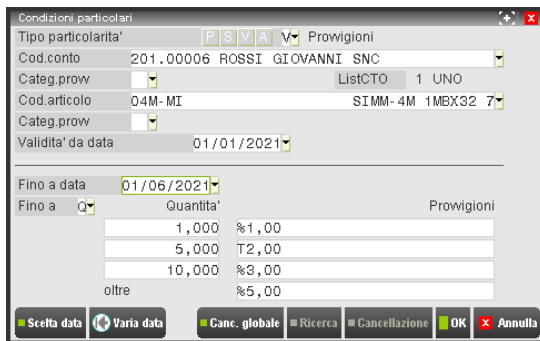 Condizioni particolari
Tipo particolarita' P S V A V Provvigioni
Cod.conto 201.00006 ROSSI GIOVANNI SNC
Categ.provv ListCTO 1 UNO
Cod.articolo 04M-MI SIMM-4M 1MBX32 7
Categ.provv
Validita' da data 01/01/2021
Fino a data 01/06/2021
Fino a Q Quantita' Provvigioni
1,000 %1,00
5,000 T2,00
10,000 %3,00
oltre %5,00
Scelta data Varia data Canc. globale Ricerca Cancellazione OK Annulla